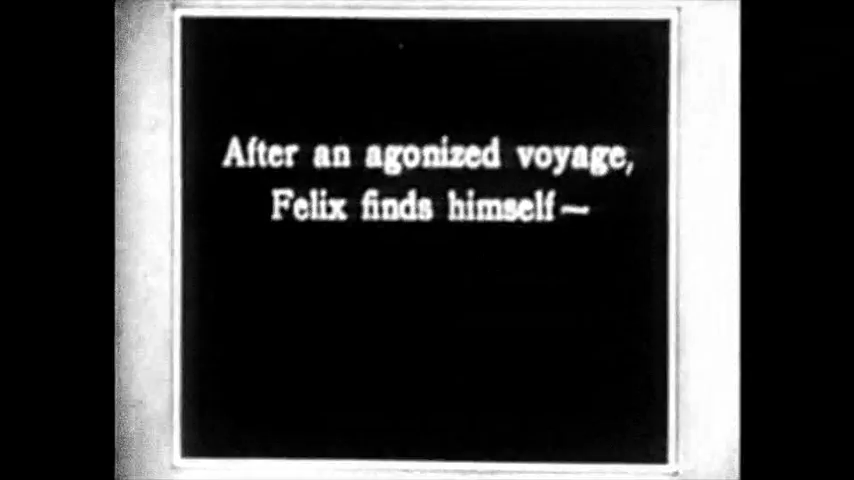 After an agonized voyage,
Felix finds himself —